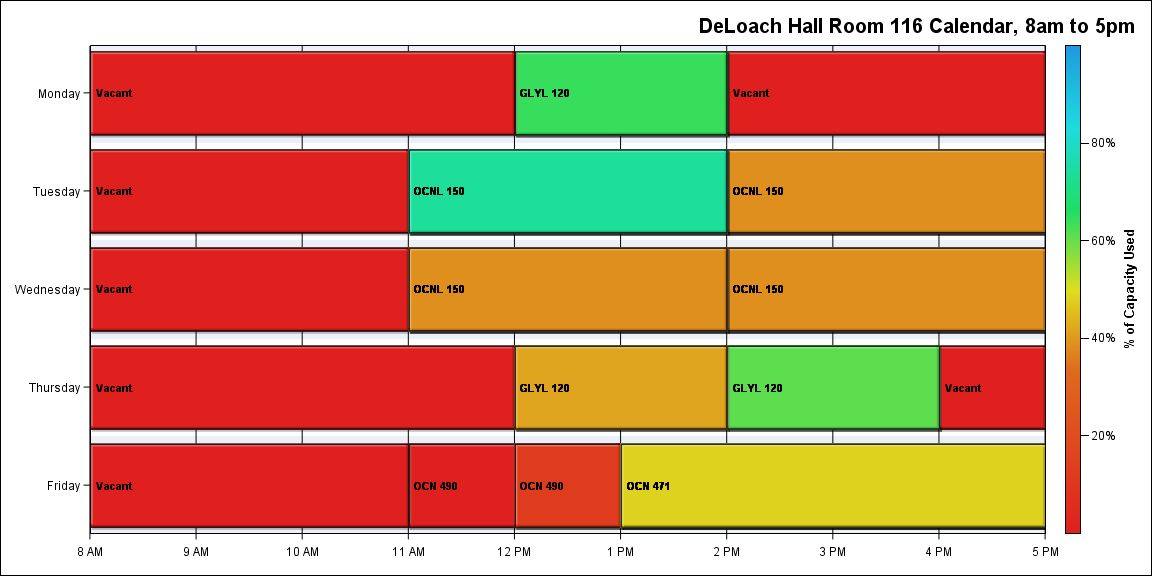 DeLoach Hall Room 116 Calendar, 8am to 5pm
Monday
Vacant
GLYL 120
Vacant
Tuesday
Vacant
OCNL 150
OCNL 150
Wednesday
Vacant
OCNL 150
OCNL 150
Thursday
Vacant
GLYL 120
GLYL 120
Vacant
Friday
Vacant
OCN 490
OCN 490
OCN 471
8 AM
9 AM
10 AM
11 AM
12 PM
1 PM
2 PM
3 PM
4 PM
5 PM
80%
60%
40%
20%
% of Capacity Used